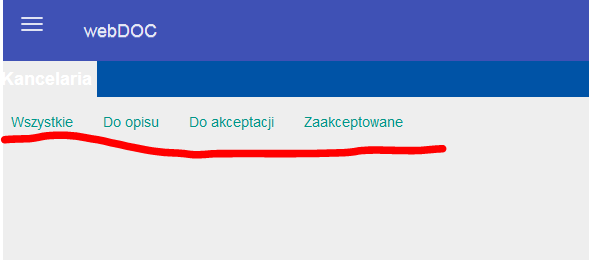 webDOC
Kancelaria
Wszystkie Do opisu Do akceptacji Zaakceptowane